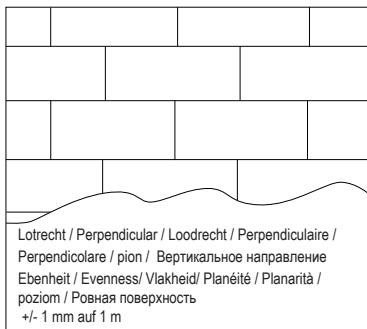 Lotrecht / Perpendicular / Loodrecht / Perpendiculaire /
Perpendicolare / pion / Вертикальное направление
Ebenheit / Evenness/ Vlakheid/ Planéité / Planarità /
poziom / Ровная поверхность
+/- 1 mm auf 1 m